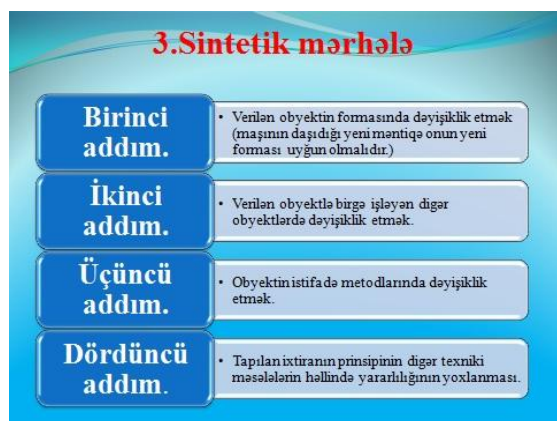 3.Sintetik mərhələ
Birinci
addım.
• Verilən obyektin formasında dəyişiklik etmək
(maşının daşıdığı yeni məntiqə onun yeni
forması uyğun olmalıdır.)
İkinci
addım.
• Verilən obyektlə birgə işləyən digər
obyektlərdə dəyişiklik etmək.
Üçüncü
addım.
• Obyektin istifadə metodlarında dəyişiklik
etmək.
Dördüncü
addım.
• Tapılan ixtiranın prinsipinin digər texniki
məsələlərin həllində yararlılığının yoxlanması.